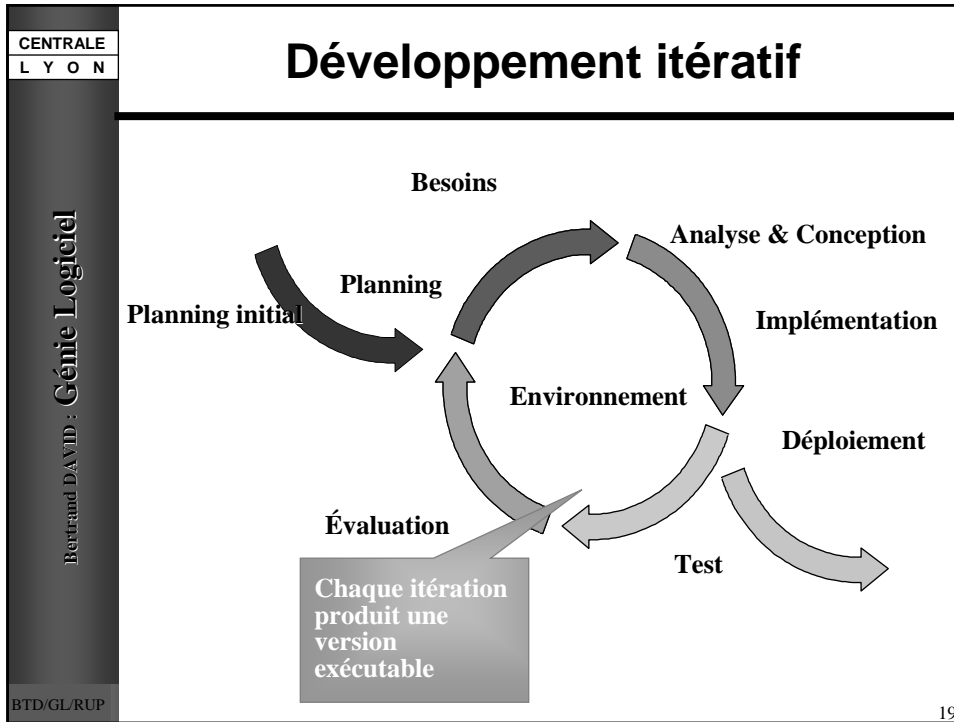 CENTRALE
L Y O N
Développement itératif
Bertrand DAVID : Génie Logiciel
Besoins
Analyse & Conception
Planning
Planning initial
Implémentation
Environnement
Déploiement
Évaluation
Test
Chaque itération
produit une
version
exécutable
BTD/GL/RUP
19